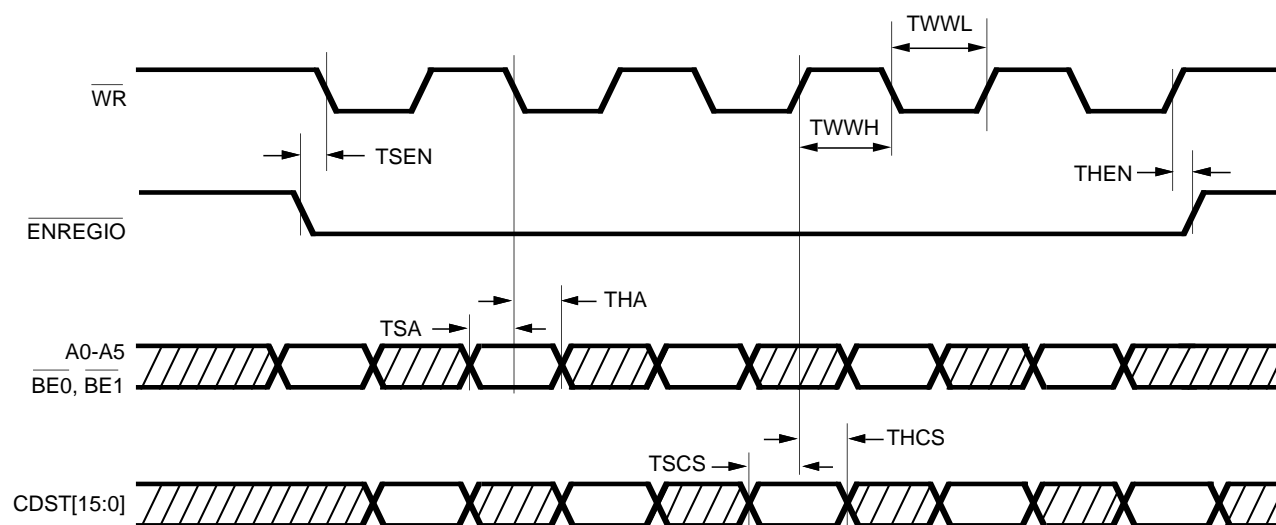 TWWL
WR
TWWH
TSEN
THEN
ENREGIO
THA
TSA
A0-A5
BE0, BE1
THCS
TSCS
CDST[15:0]